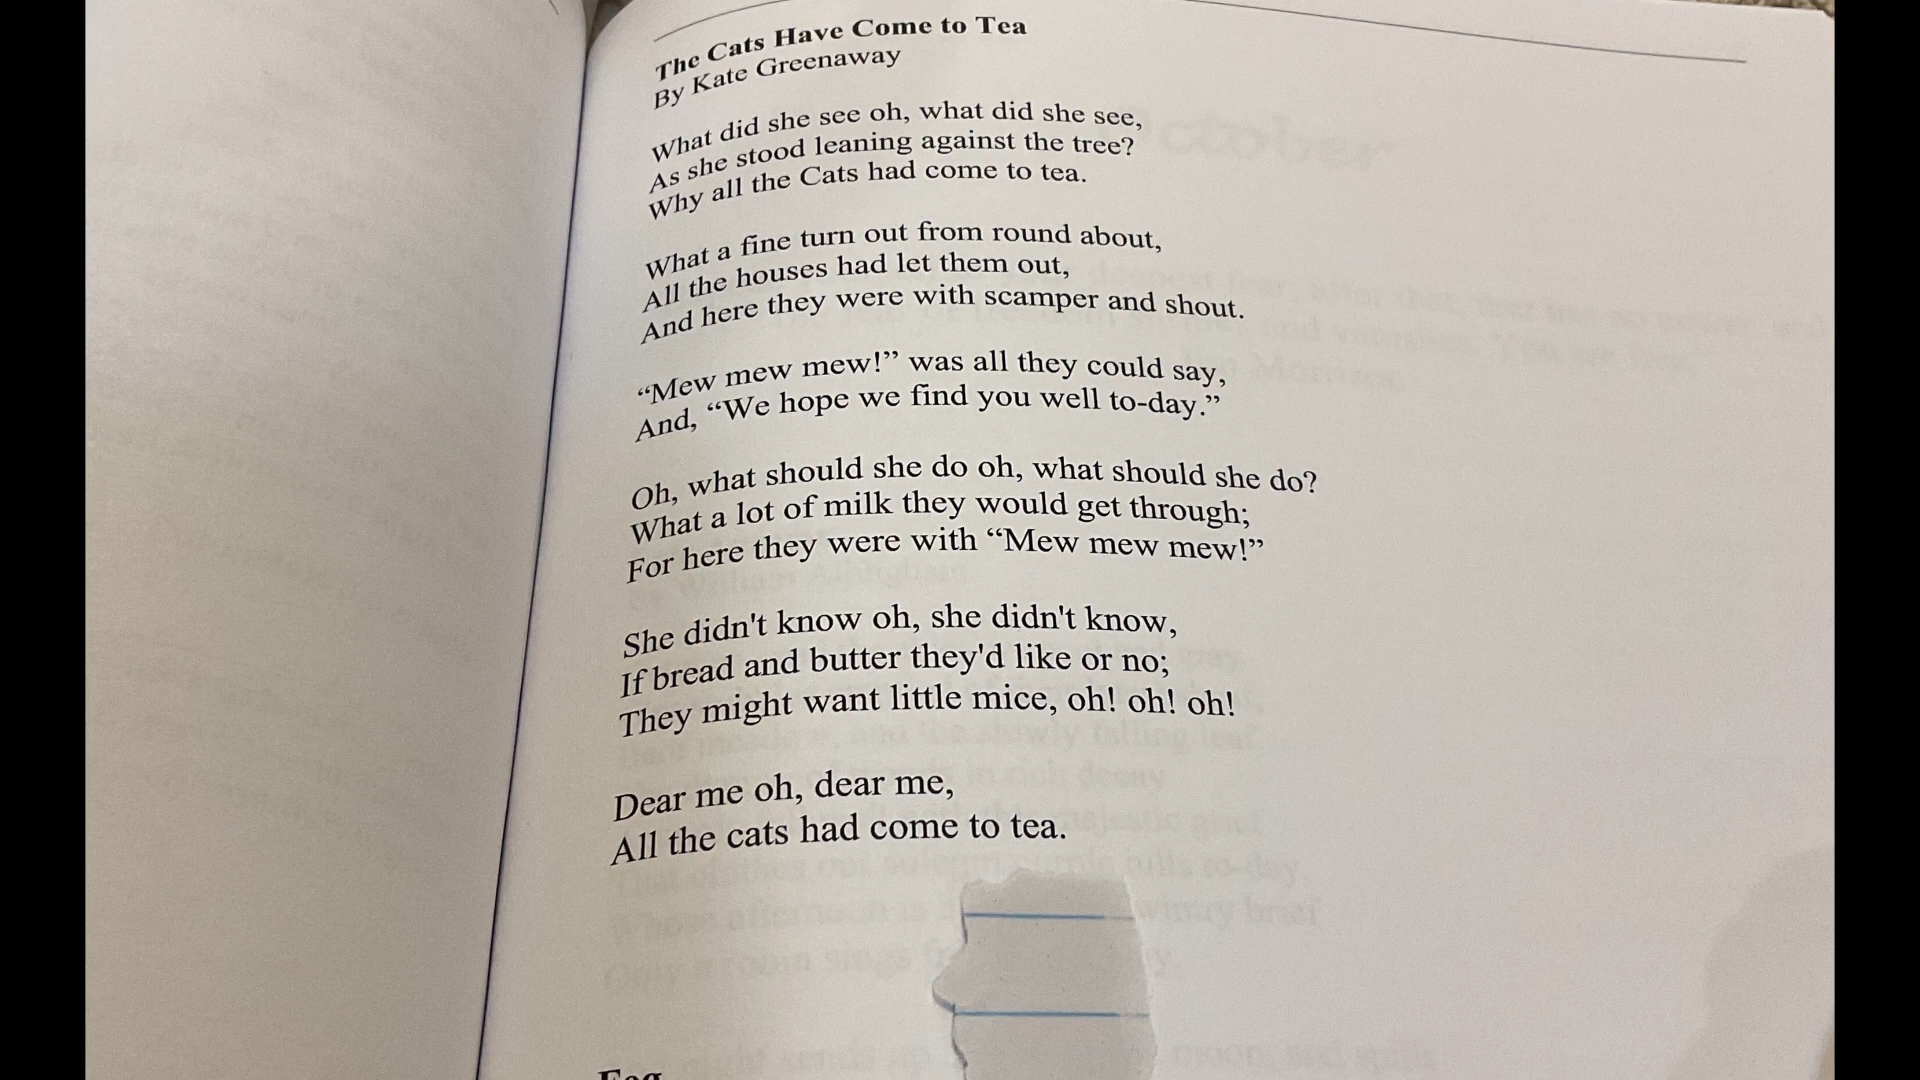 The Cats Have Come to Tea
By Kate Greenaway
What did she see oh, what did she see,
As she stood leaning against the tree?
Why all the Cats had come to tea.
What a fine turn out from round about,
All the houses had let them out,
And here they were with scamper and shout.
“Mew mew mew!” was all they could say,
And, “We hope we find you well to-day.”
Oh, what should she do oh, what should she do?
What a lot of milk they would get through;
For here they were with “Mew mew mew!”
She didn't know oh, she didn't know,
If bread and butter they'd like or no;
They might want little mice, oh! oh! oh!
Dear me oh, dear me,
All the cats had come to tea.
Fog